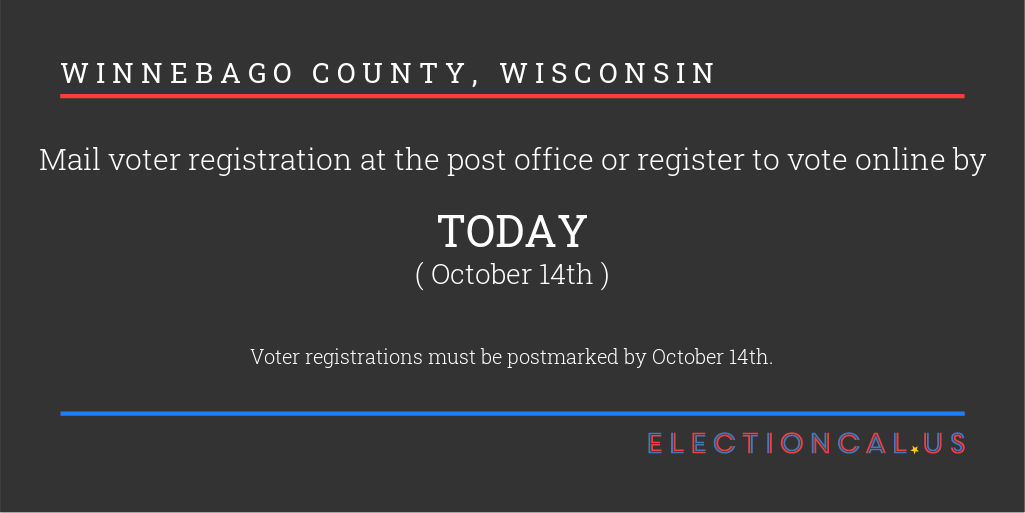 WINNEBAGO COUNTY, WISCONSIN
Mail voter registration at the post office or register to vote online by
TODAY
( October 14th )
Voter registrations must be postmarked by October 14th.
ELECTIONCAL.US